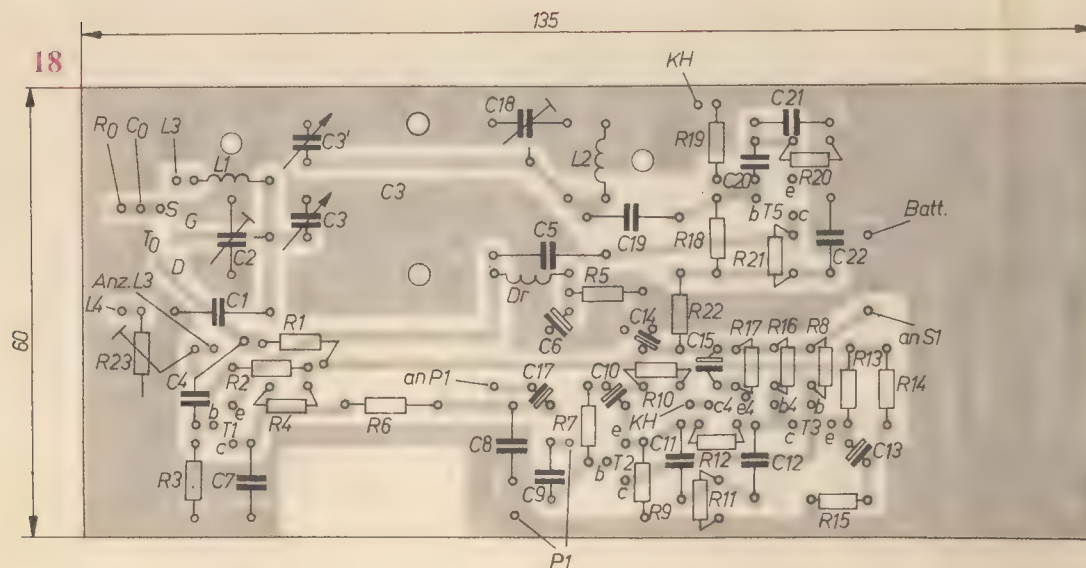 135
18
KH
C21
C18
R0
C0
L3
L1
C3'
R19
L2
C20
R20
e
C3
C3
S
G
b
T5
c
Batt.
T0
C2
C5
C19
R18
R21
C22
D
Anz.L3
Dr
R5
L4
C1
R22
60
R1
C6
C14
C15
R17
R16
R8
an S1
R23
R13
R14
C4
R2
an P1
C17
C10
R10
b
e
R4
R6
R7
KH
c4
e4
b4
b
T1
c
C8
e
C11
R12
C12
c
T3
e
C13
R3
C7
C9
b
T2
c
R9
R11
R15
P1